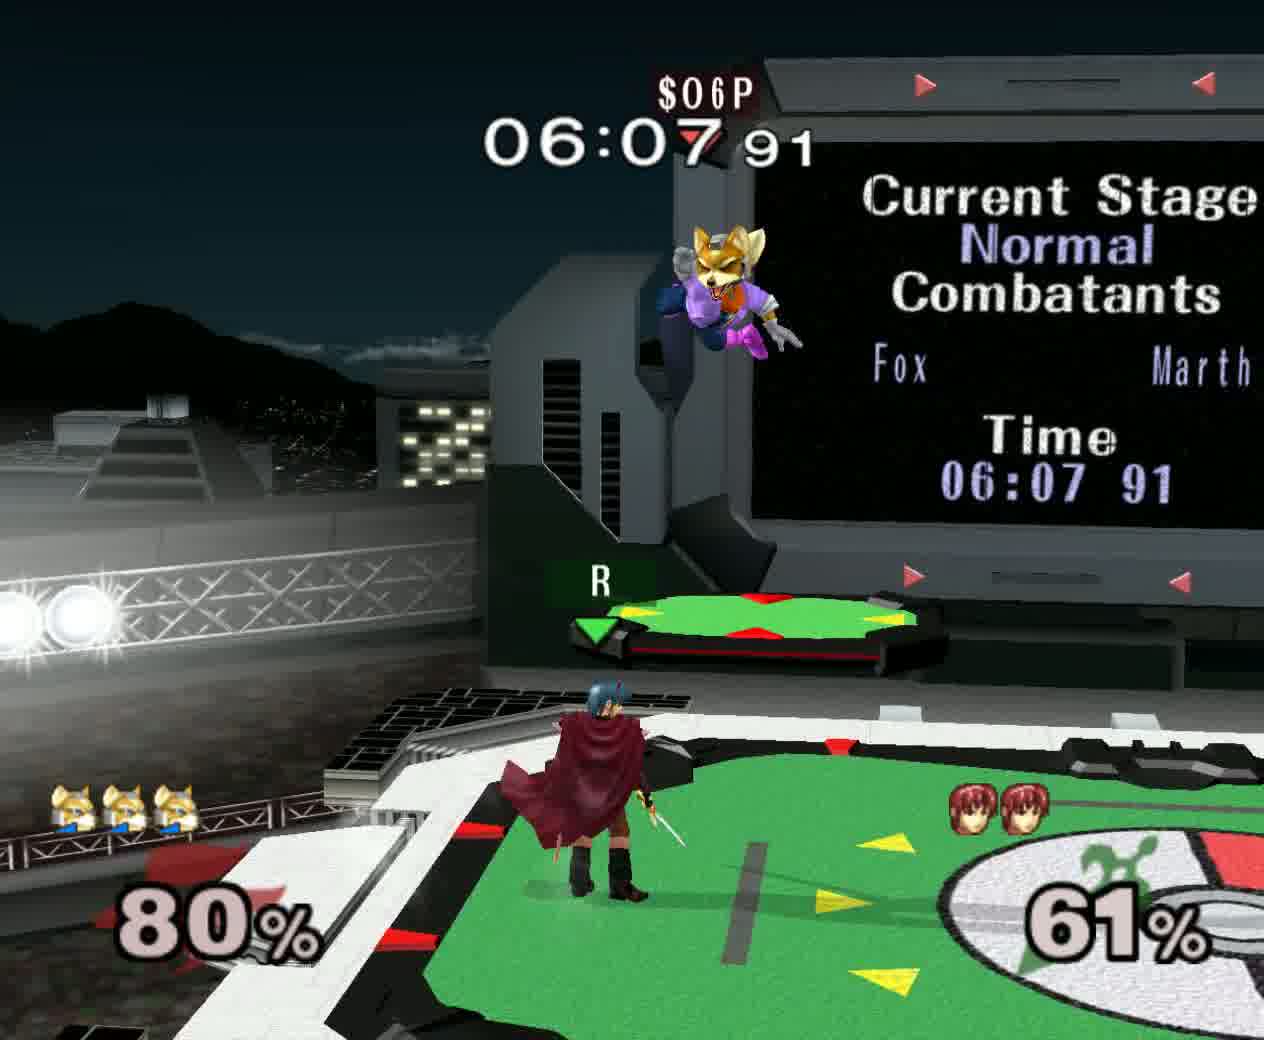 $06P
06:07 91
Current Stage
Normal
Combatants
Fox Marth
Time
06:07 91
R
80%
61%